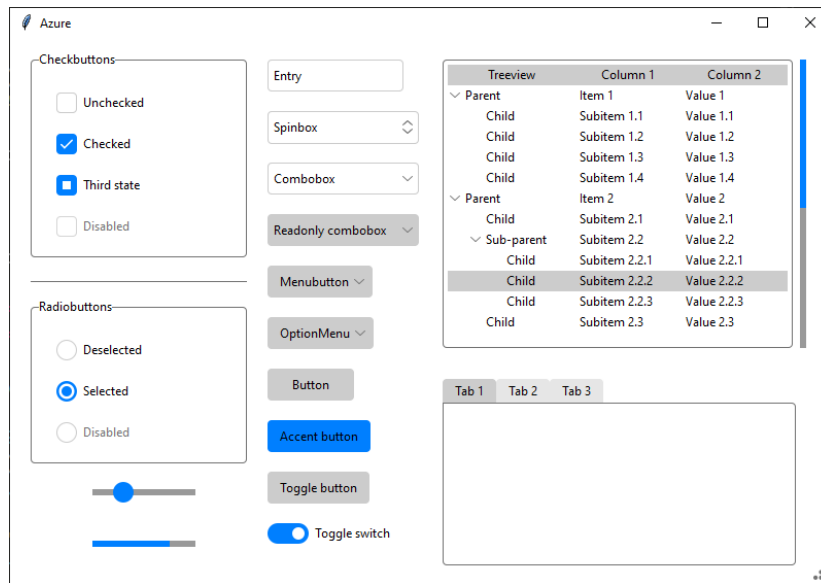 Azure
Checkbuttons
Unchecked
Checked
Third state
Disabled
Radiobuttons
Deselected
Selected
Disabled
Entry
Spinbox
Combobox
Readonly combobox
Menubutton
OptionMenu
Button
Accent button
Toggle button
Toggle switch
Treeview Column 1 Column 2
Parent Item 1 Value 1
Child Subitem 1.1 Value 1.1
Child Subitem 1.2 Value 1.2
Child Subitem 1.3 Value 1.3
Child Subitem 1.4 Value 1.4
Parent Item 2 Value 2
Child Subitem 2.1 Value 2.1
Sub-parent Subitem 2.2 Value 2.2
Child Subitem 2.2.1 Value 2.2.1
Child Subitem 2.2.2 Value 2.2.2
Child Subitem 2.2.3 Value 2.2.3
Child Subitem 2.3 Value 2.3
Tab 1 Tab 2 Tab 3